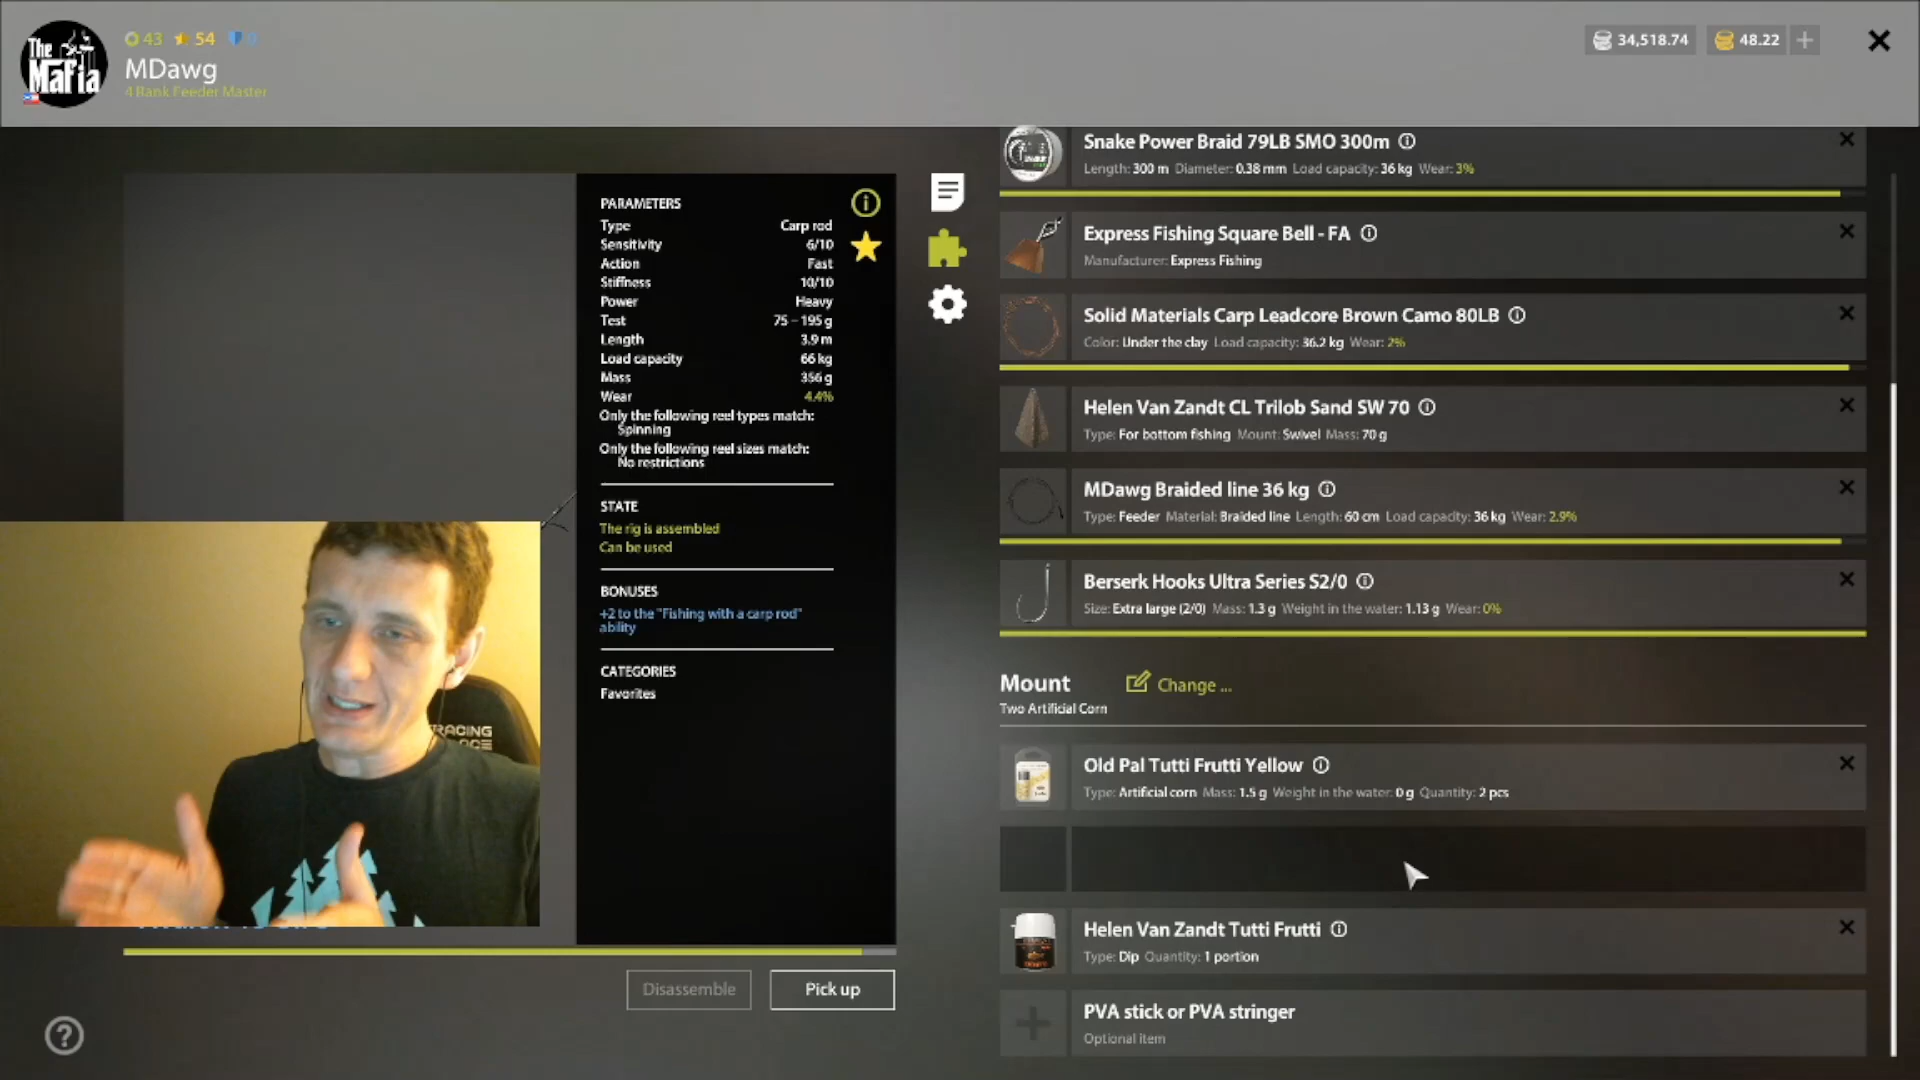 The
Mafia
43 54 0
MDawg
4 Rank Feeder Master
34,518.74 48.22
PARAMETERS
Type Carp rod
Sensitivity 6/10
Action Fast
Stiffness 10/10
Power Heavy
Test 75 – 195 g
Length 3.9 m
Load capacity 66 kg
Mass 356 g
Wear 4.4%
Only the following reel types match:
Spinning
Only the following reel sizes match:
No restrictions
STATE
The rig is assembled
Can be used
BONUSES
+2 to the "Fishing with a carp rod"
ability
CATEGORIES
Favorites
Disassemble Pick up
Snake Power Braid 79LB SMO 300m
Length: 300 m Diameter: 0.38 mm Load capacity: 36 kg Wear: 3%
Express Fishing Square Bell - FA
Manufacturer: Express Fishing
Solid Materials Carp Leadcore Brown Camo 80LB
Color: Under the clay Load capacity: 36.2 kg Wear: 2%
Helen Van Zandt CL Trilob Sand SW 70
Type: For bottom fishing Mount: Swivel Mass: 70 g
MDawg Braided line 36 kg
Type: Feeder Material: Braided line Length: 60 cm Load capacity: 36 kg Wear: 2.9%
Berserk Hooks Ultra Series S2/0
Size: Extra large (2/0) Mass: 1.3 g Weight in the water: 1.13 g Wear: 0%
Mount Change ...
Two Artificial Corn
Old Pal Tutti Frutti Yellow
Type: Artificial corn Mass: 1.5 g Weight in the water: 0 g Quantity: 2 pcs
Helen Van Zandt Tutti Frutti
Type: Dip Quantity: 1 portion
PVA stick or PVA stringer
Optional item
RACING